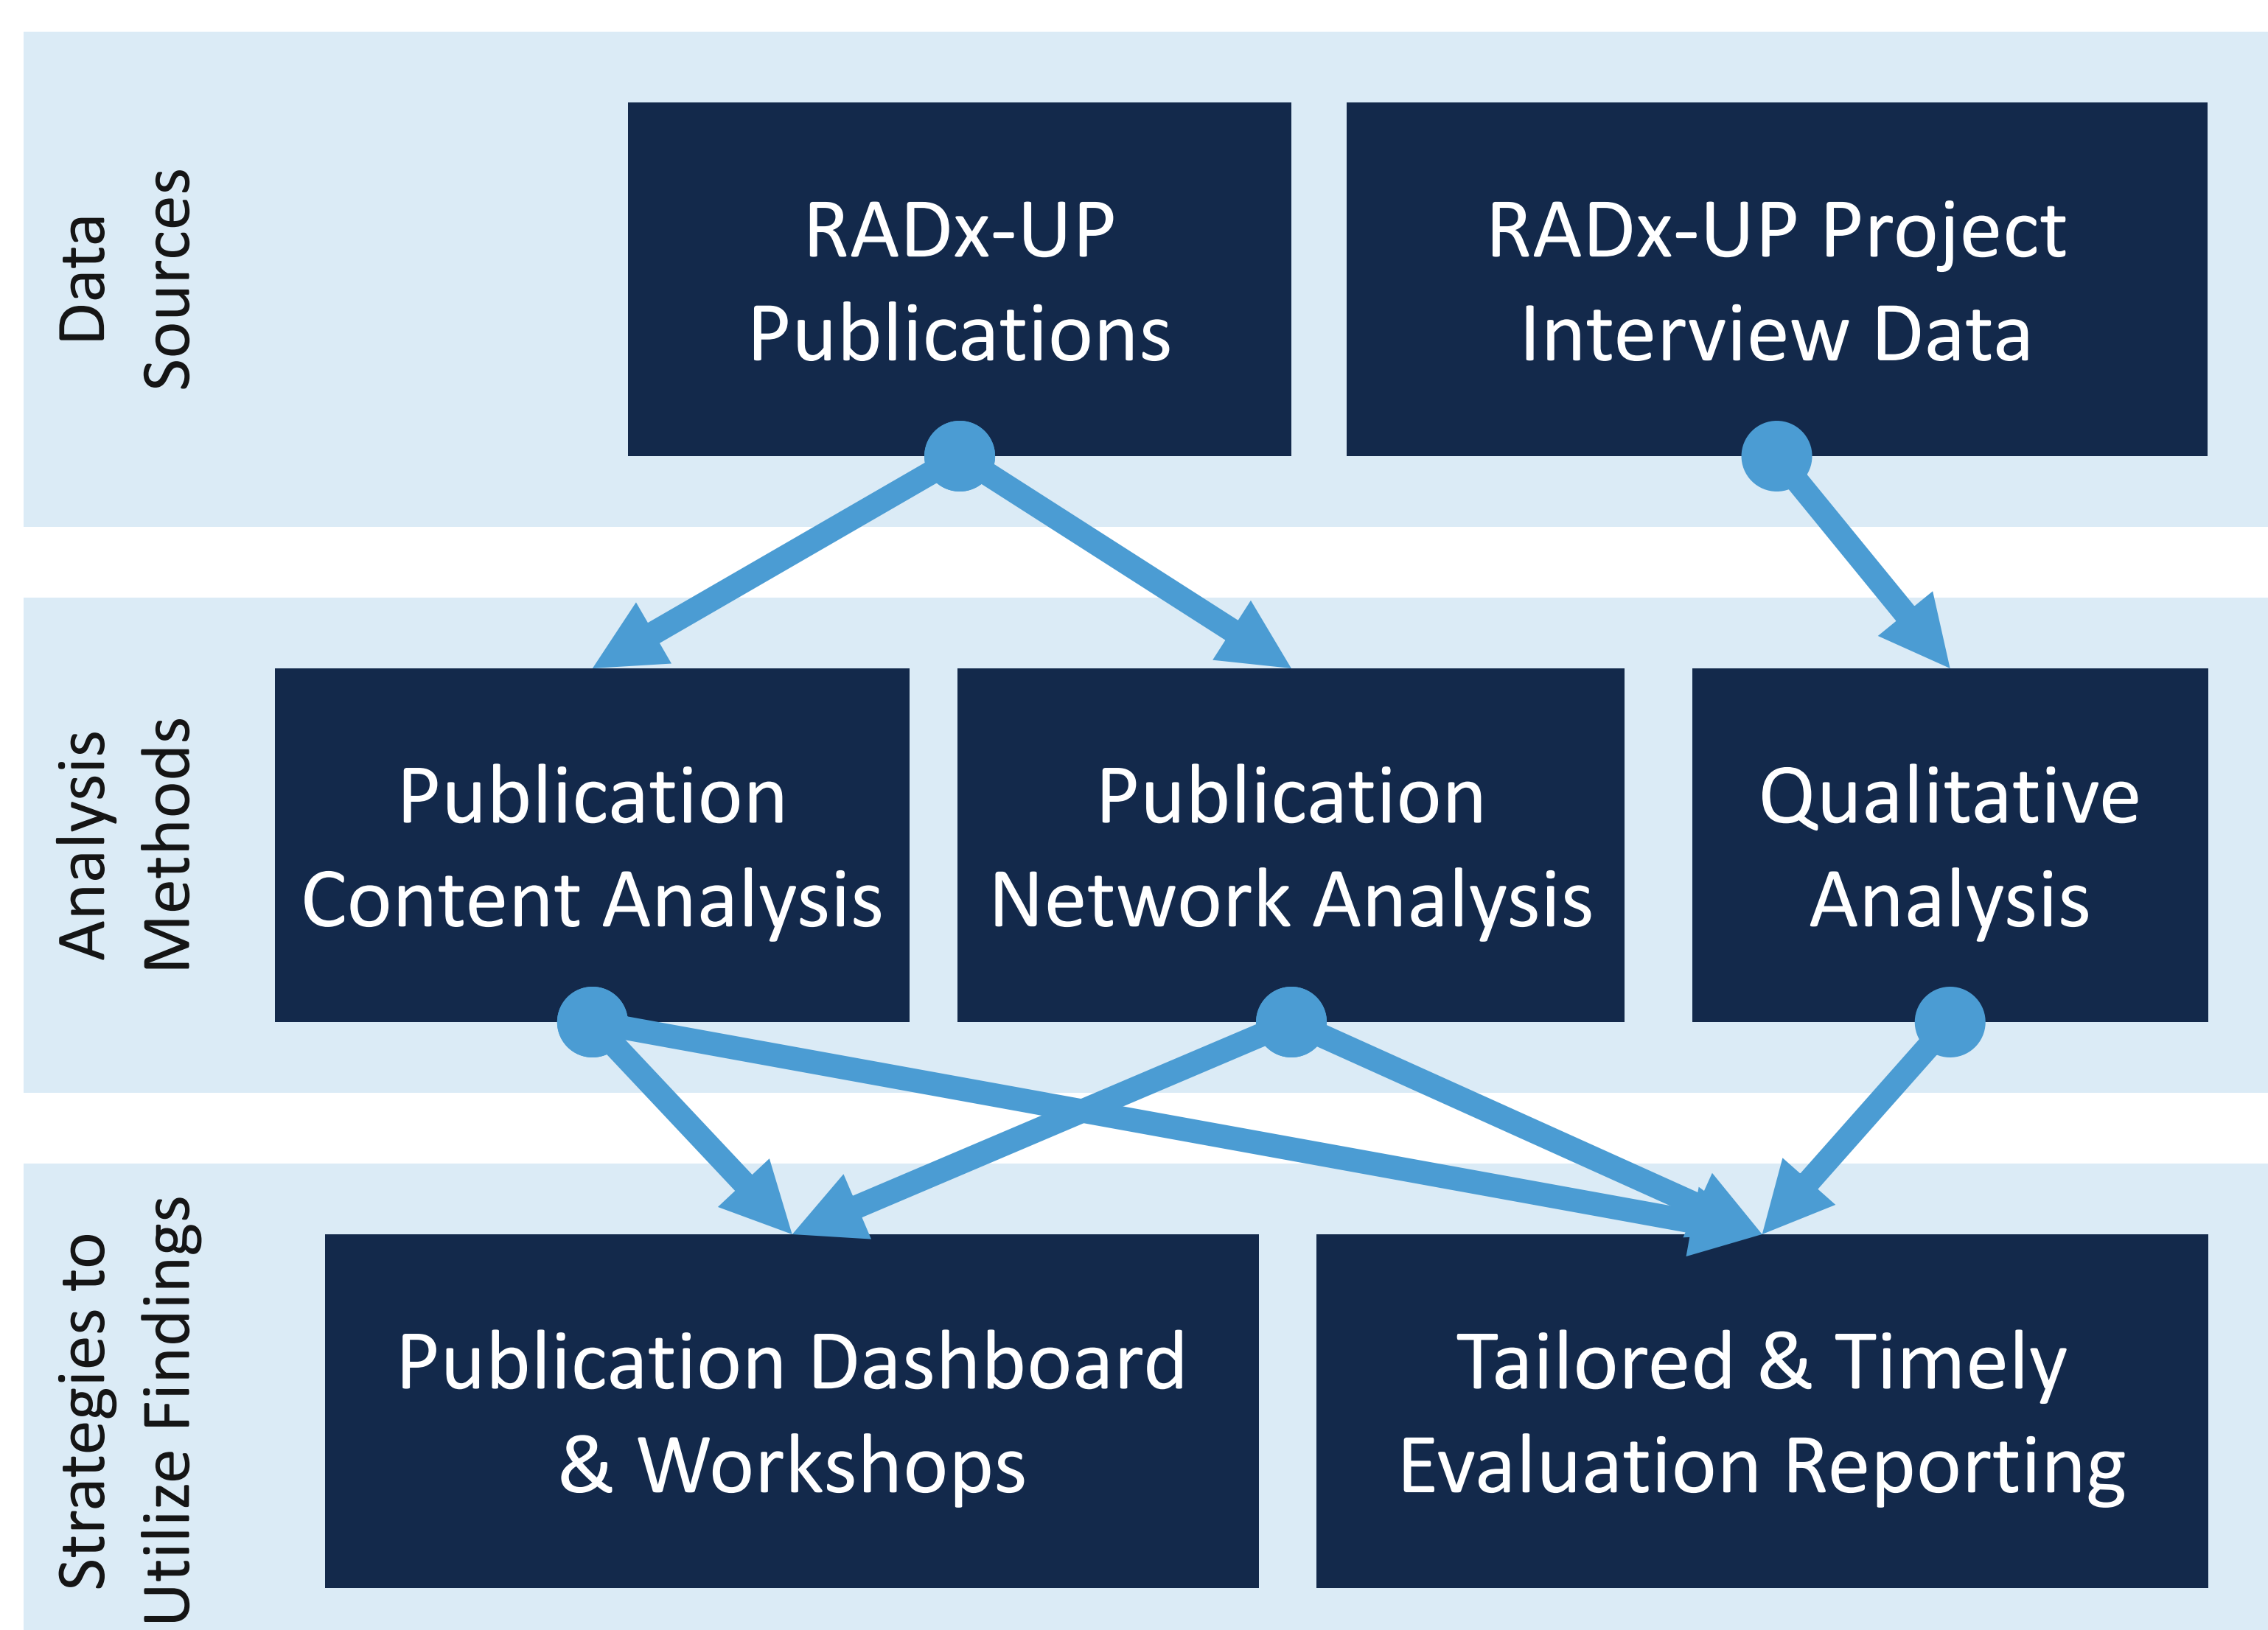 Data
Sources
RADx-UP
Publications
RADx-UP Project
Interview Data
Analysis
Methods
Publication
Content Analysis
Publication
Network Analysis
Qualitative
Analysis
Strategies to
Utilize Findings
Publication Dashboard
& Workshops
Tailored & Timely
Evaluation Reporting